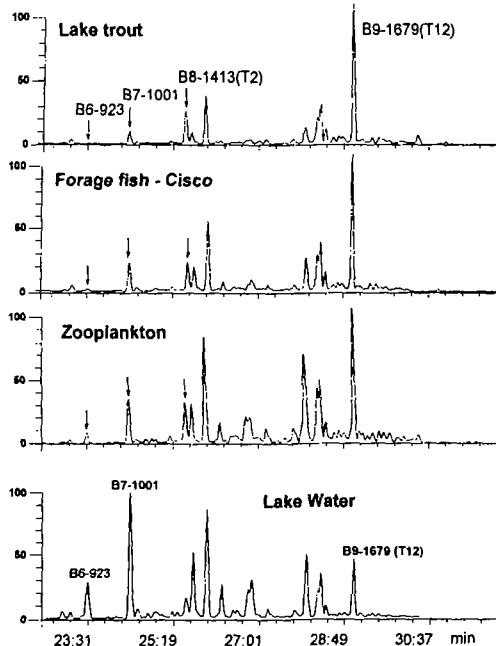 100
Lake trout
B9-1679(T12)
B8-1413(T2)
B7-1001
B6-923
50
0
100
Forage fish - Cisco
50
0
100
Zooplankton
50
0
B7-1001
100
Lake Water
B6-923
B9-1679 (T12)
50
0
23:31 25:19 27:01 28:49 30:37 min